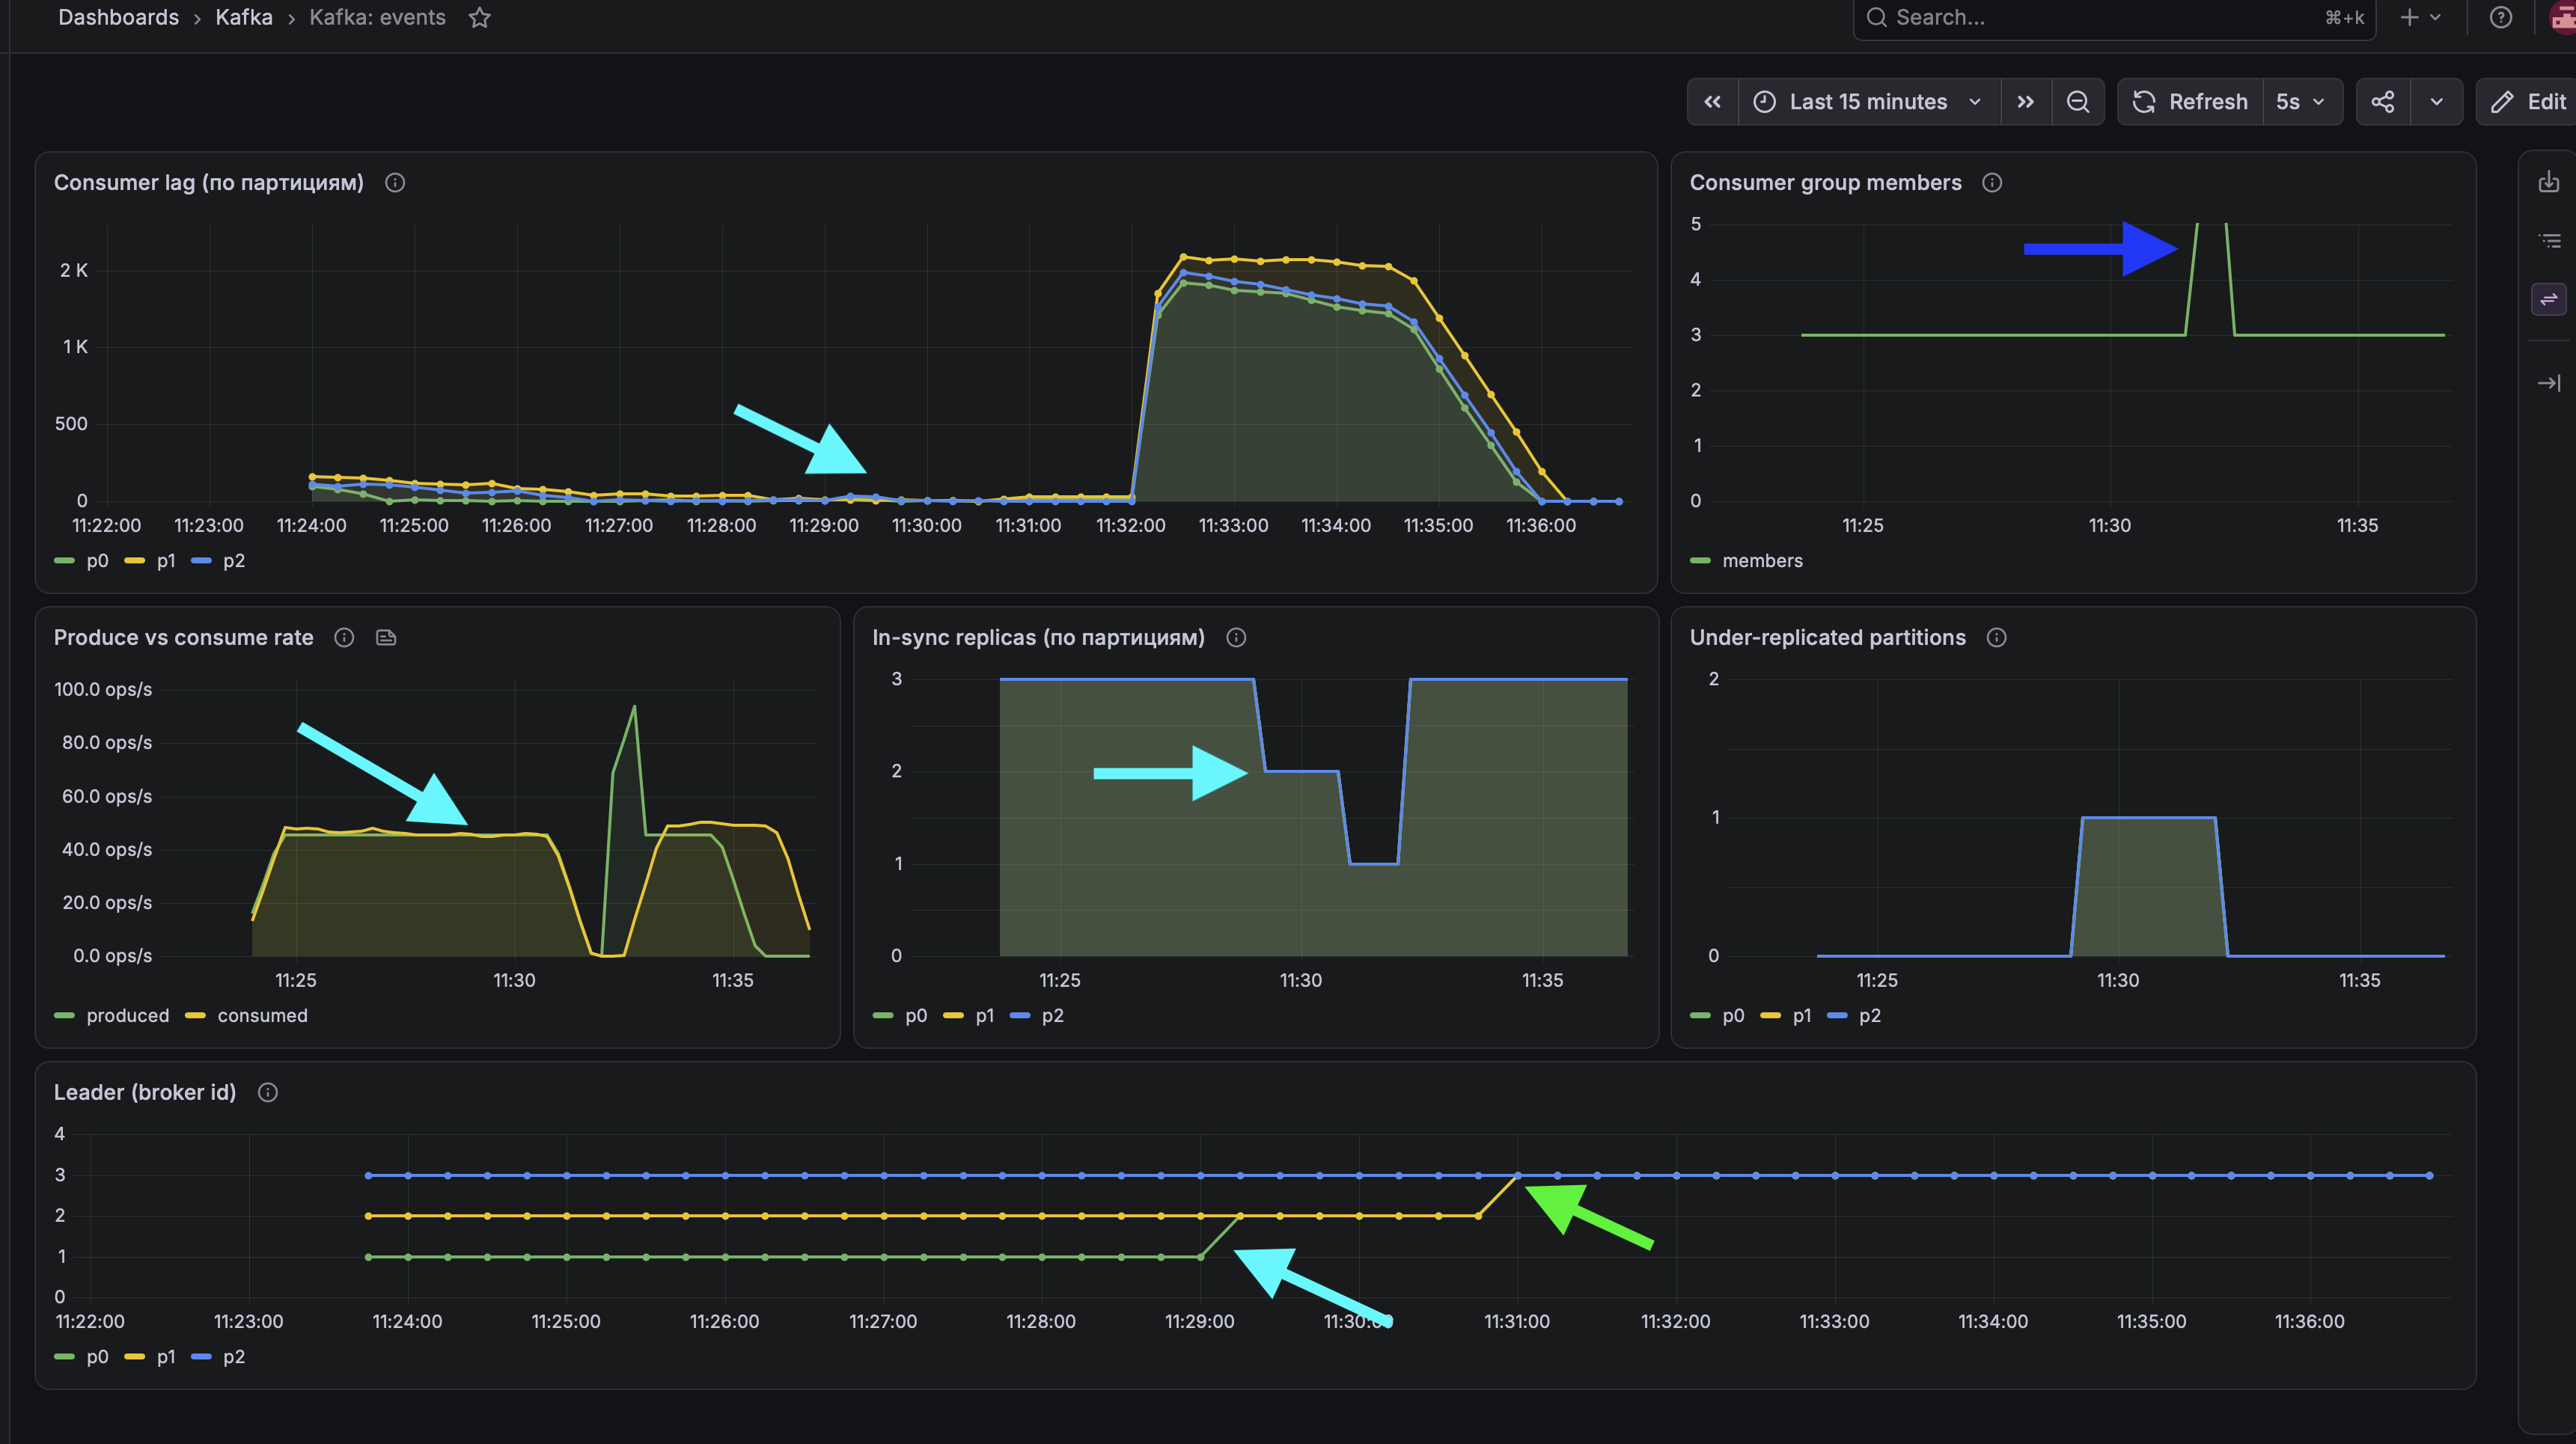 Dashboards › Kafka › Kafka: events
Search... ⌘+k
Last 15 minutes Refresh 5s Edit
Consumer lag (по партициям)
2 K
1 K
500
0
11:22:00 11:23:00 11:24:00 11:25:00 11:26:00 11:27:00 11:28:00 11:29:00 11:30:00 11:31:00 11:32:00 11:33:00 11:34:00 11:35:00 11:36:00
p0 p1 p2
Consumer group members
5
4
3
2
1
0
11:25 11:30 11:35
members
Produce vs consume rate
100.0 ops/s
80.0 ops/s
60.0 ops/s
40.0 ops/s
20.0 ops/s
0.0 ops/s
11:25 11:30 11:35
produced consumed
In-sync replicas (по партициям)
3
2
1
0
11:25 11:30 11:35
p0 p1 p2
Under-replicated partitions
2
1
0
11:25 11:30 11:35
p0 p1 p2
Leader (broker id)
4
3
2
1
0
11:22:00 11:23:00 11:24:00 11:25:00 11:26:00 11:27:00 11:28:00 11:29:00 11:30:00 11:31:00 11:32:00 11:33:00 11:34:00 11:35:00 11:36:00
p0 p1 p2